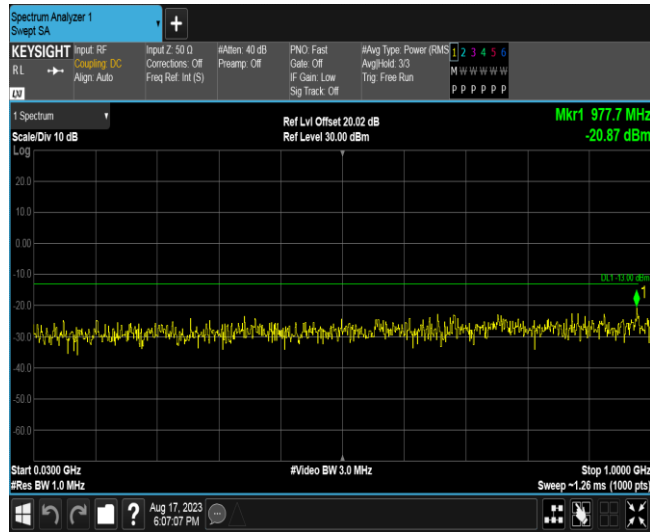 Spectrum Analyzer 1
Swept SA
KEYSIGHT
RL
LXI
Input: RF
Coupling: DC
Align: Auto
Input Z: 50 Ω
Corrections: Off
Freq Ref: Int (S)
#Atten: 40 dB
Preamp: Off
PNO: Fast
Gate: Off
IF Gain: Low
Sig Track: Off
#Avg Type: Power (RMS
Avg|Hold: 3/3
Trig: Free Run
1 2 3 4 5 6
M W W W W W
P P P P P P
1 Spectrum
Scale/Div 10 dB
Ref Lvl Offset 20.02 dB
Ref Level 30.00 dBm
Mkr1 977.7 MHz
-20.87 dBm
Log
20.0
10.0
0.00
-10.0
DL1 -13.00 dBm
1
-20.0
-30.0
-40.0
-50.0
-60.0
Start 0.0300 GHz
#Res BW 1.0 MHz
#Video BW 3.0 MHz
Stop 1.0000 GHz
Sweep ~1.26 ms (1000 pts)
?
Aug 17, 2023
6:07:07 PM